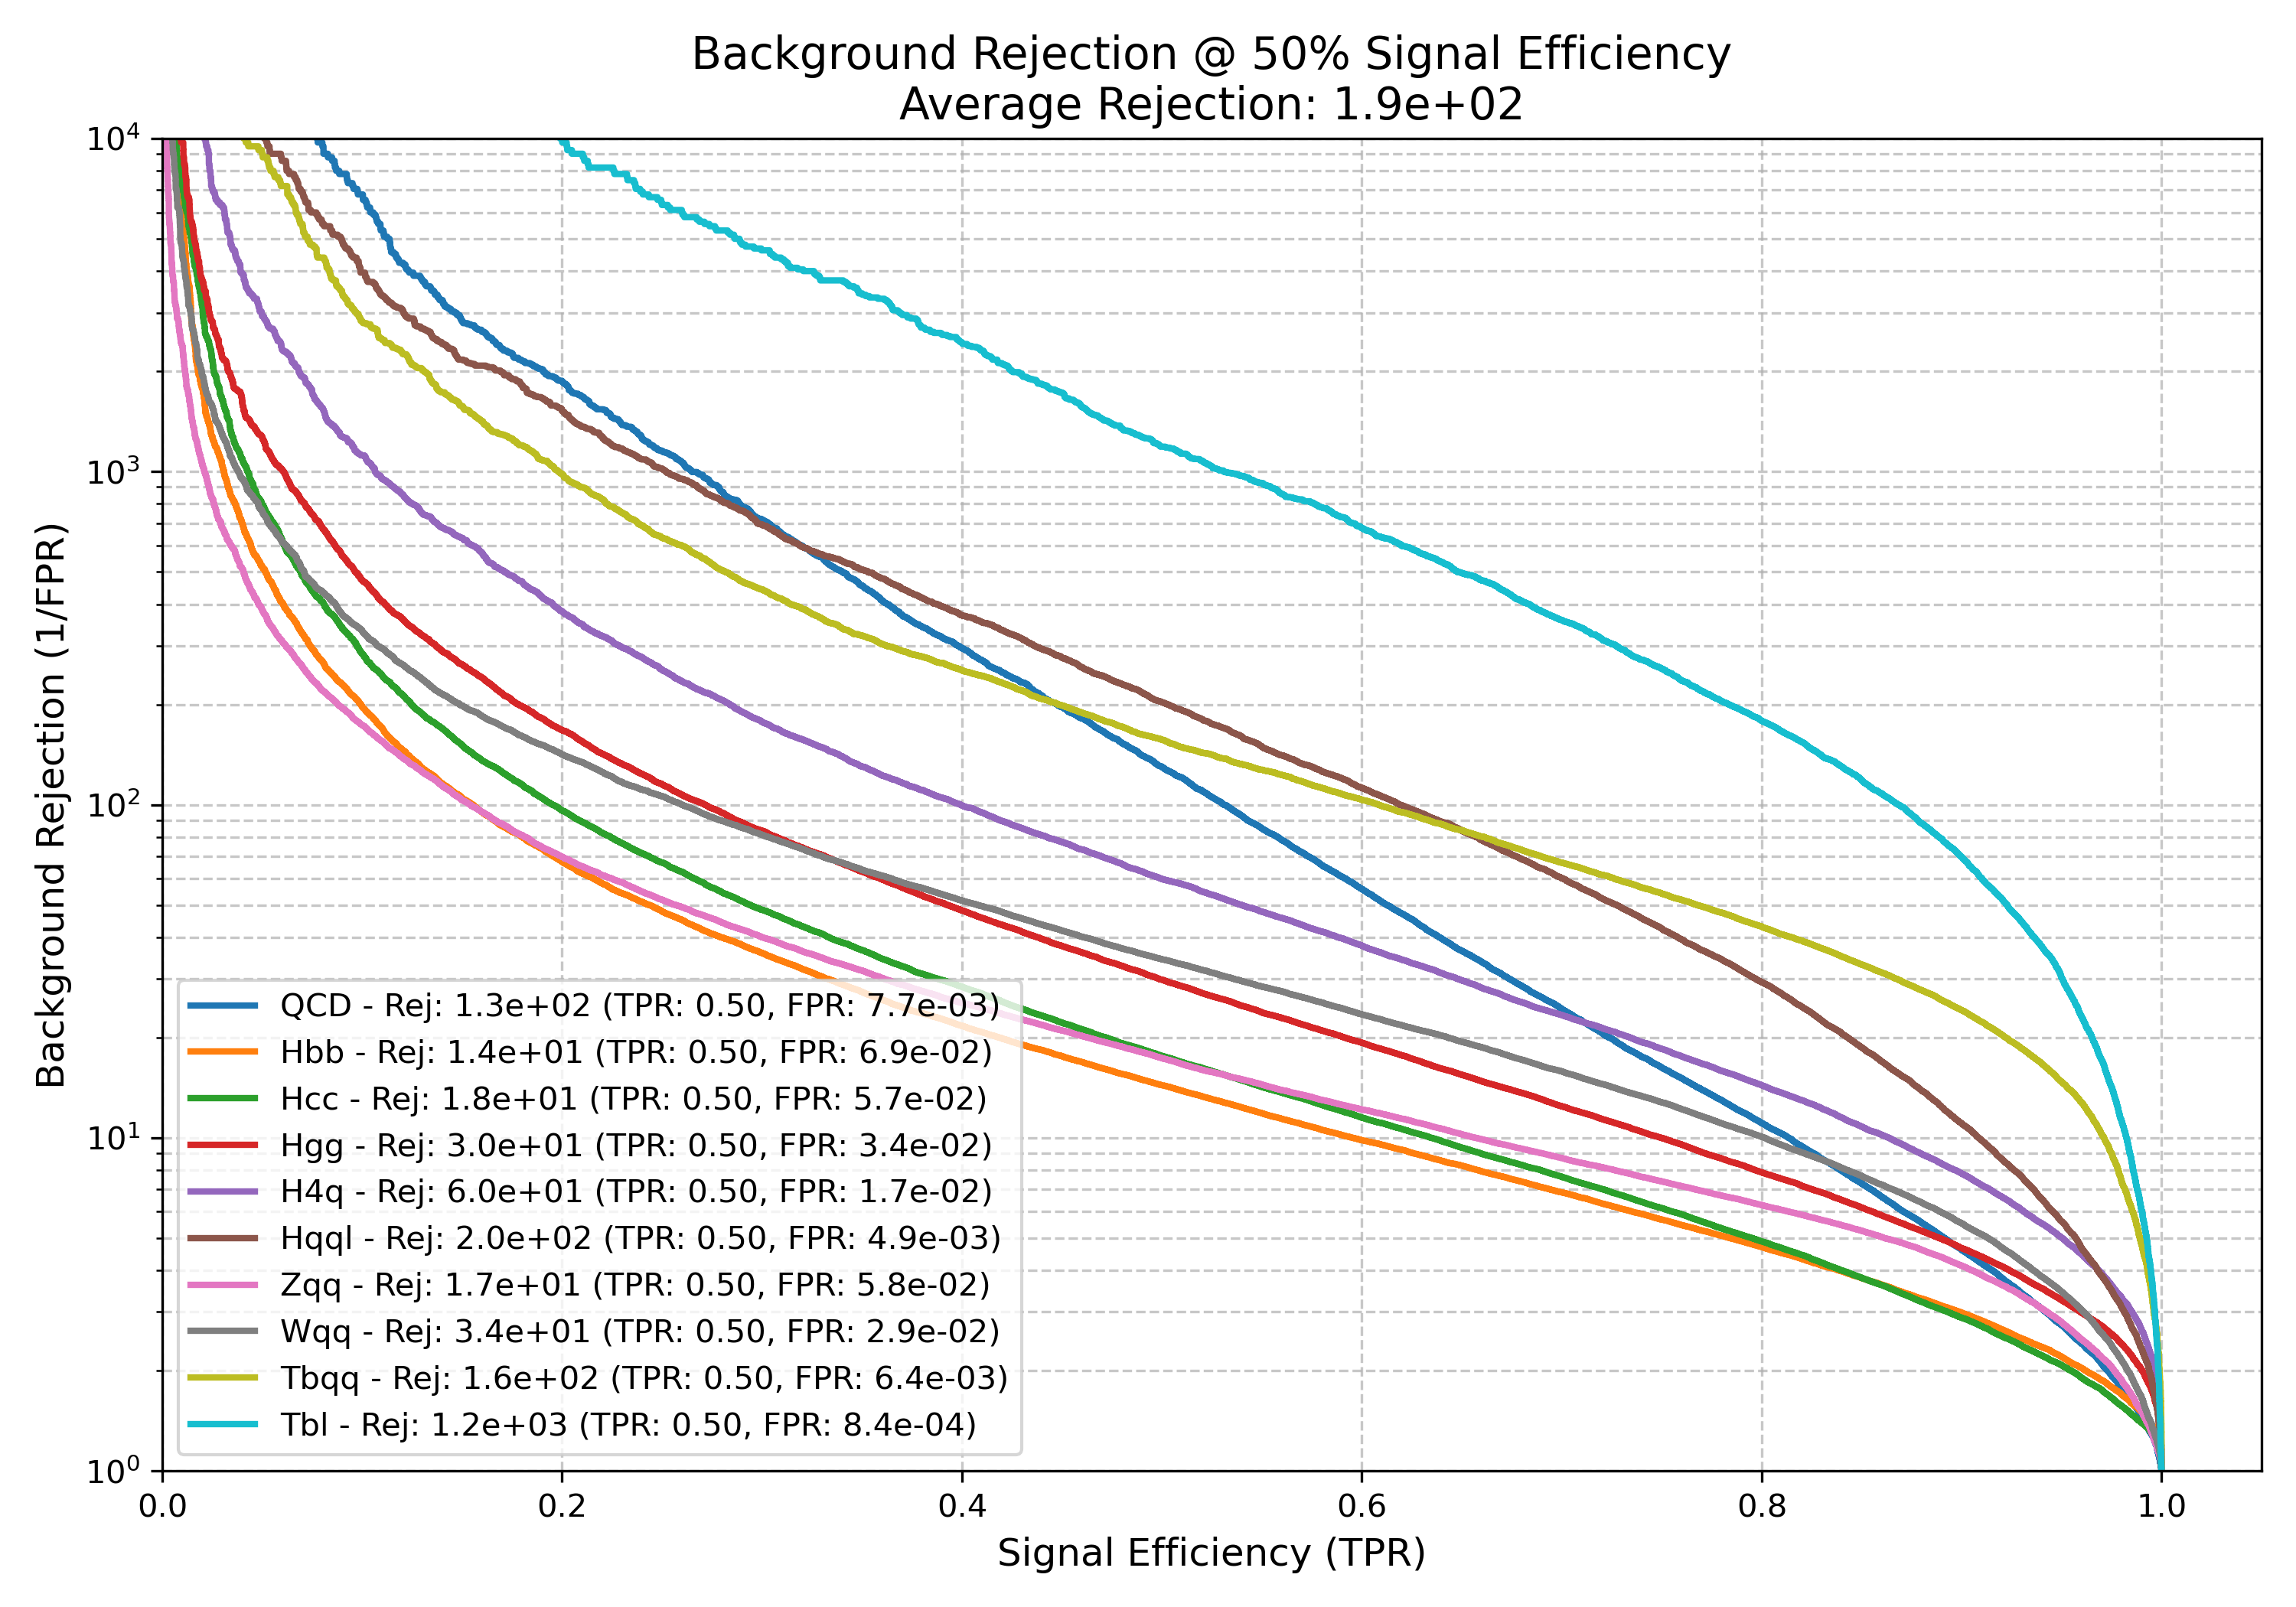 Background Rejection @ 50% Signal Efficiency
Average Rejection: 1.9e+02
Background Rejection (1/FPR)
10⁴
10³
10²
10¹
10⁰
QCD - Rej: 1.3e+02 (TPR: 0.50, FPR: 7.7e-03)
Hbb - Rej: 1.4e+01 (TPR: 0.50, FPR: 6.9e-02)
Hcc - Rej: 1.8e+01 (TPR: 0.50, FPR: 5.7e-02)
Hgg - Rej: 3.0e+01 (TPR: 0.50, FPR: 3.4e-02)
H4q - Rej: 6.0e+01 (TPR: 0.50, FPR: 1.7e-02)
Hqql - Rej: 2.0e+02 (TPR: 0.50, FPR: 4.9e-03)
Zqq - Rej: 1.7e+01 (TPR: 0.50, FPR: 5.8e-02)
Wqq - Rej: 3.4e+01 (TPR: 0.50, FPR: 2.9e-02)
Tbqq - Rej: 1.6e+02 (TPR: 0.50, FPR: 6.4e-03)
Tbl - Rej: 1.2e+03 (TPR: 0.50, FPR: 8.4e-04)
0.0 0.2 0.4 0.6 0.8 1.0
Signal Efficiency (TPR)